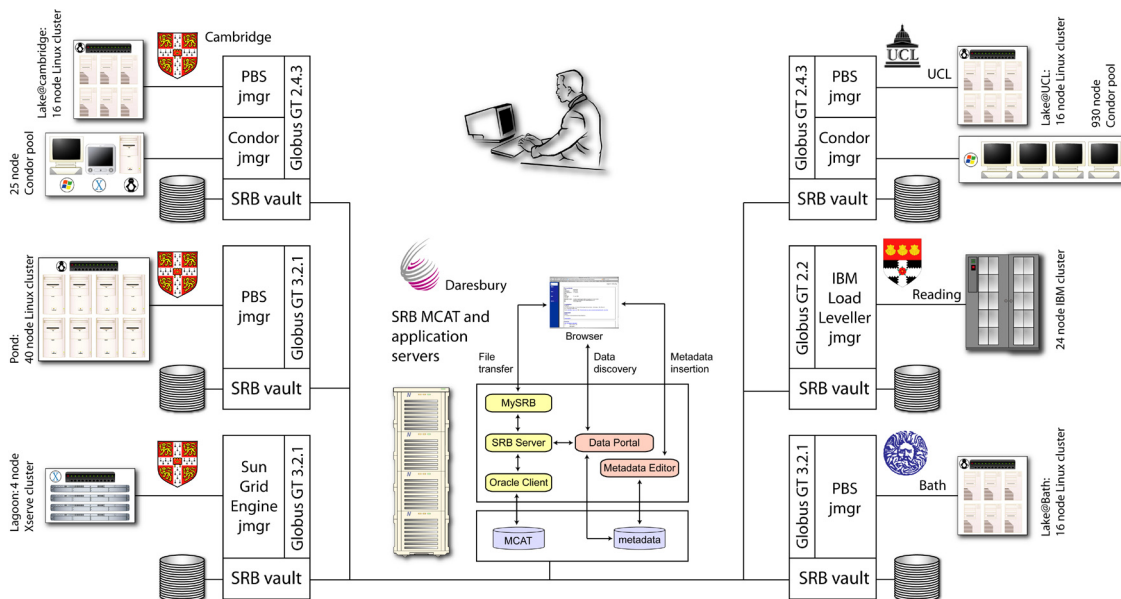 Lake@cambridge:
16 node Linux cluster
Cambridge
PBS
jmgr
Condor
jmgr
Globus GT 2.4.3
SRB vault
25 node
Condor pool
Pond:
40 node Linux cluster
PBS
jmgr
Globus GT 3.2.1
SRB vault
Lagoon: 4 node
Xserve cluster
Sun
Grid
Engine
jmgr
Globus GT 3.2.1
SRB vault
Daresbury
SRB MCAT and
application
servers
Browser
File
transfer
Data
discovery
Metadata
insertion
MySRB
SRB Server
Data Portal
Metadata Editor
Oracle Client
MCAT
metadata
Globus GT 2.4.3
PBS
jmgr
Condor
jmgr
SRB vault
UCL
UCL
Lake@UCL:
16 node Linux cluster
930 node
Condor pool
Globus GT 2.2
IBM
Load
Leveller
jmgr
SRB vault
Reading
24 node IBM cluster
Globus GT 3.2.1
PBS
jmgr
SRB vault
Bath
Lake@Bath:
16 node Linux cluster